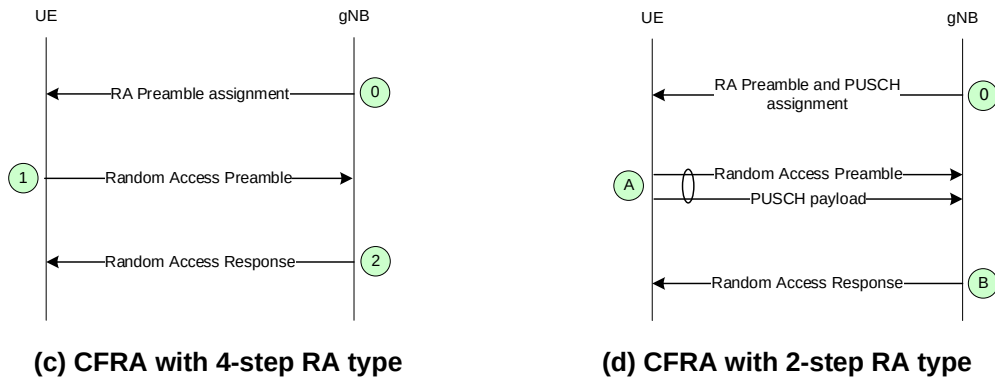 UE
gNB
RA Preamble assignment
0
1
Random Access Preamble
Random Access Response
2
(c) CFRA with 4-step RA type
UE
gNB
RA Preamble and PUSCH
assignment
0
A
Random Access Preamble
PUSCH payload
Random Access Response
B
(d) CFRA with 2-step RA type